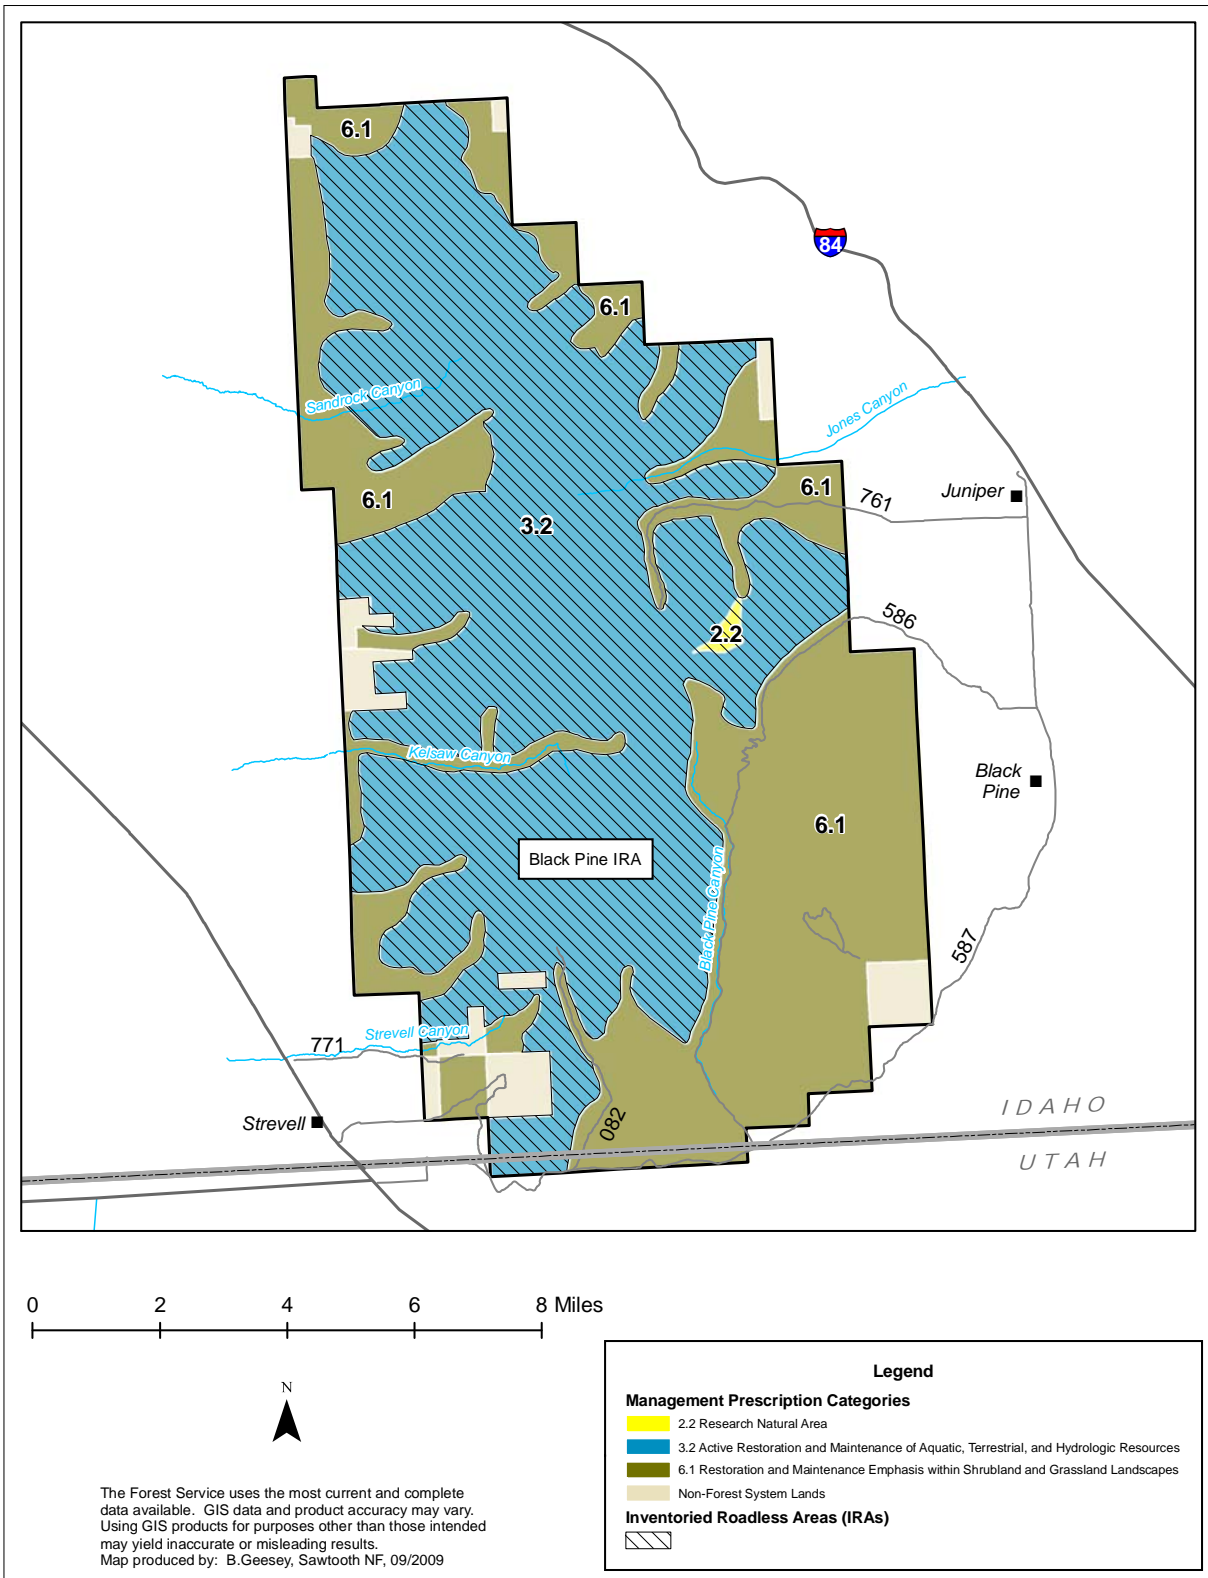 6.1
84
6.1
Sandrock Canyon
Jones Canyon
6.1
6.1
761
Juniper
3.2
586
2.2
Kelsaw Canyon
Black
Pine
6.1
Black Pine IRA
Black Pine Canyon
587
Strevell Canyon
771
Strevell
082
IDAHO
UTAH
0 2 4 6 8 Miles
N
The Forest Service uses the most current and complete
data available. GIS data and product accuracy may vary.
Using GIS products for purposes other than those intended
may yield inaccurate or misleading results.
Map produced by: B.Geesey, Sawtooth NF, 09/2009
Legend
Management Prescription Categories
2.2 Research Natural Area
3.2 Active Restoration and Maintenance of Aquatic, Terrestrial, and Hydrologic Resources
6.1 Restoration and Maintenance Emphasis within Shrubland and Grassland Landscapes
Non-Forest System Lands
Inventoried Roadless Areas (IRAs)